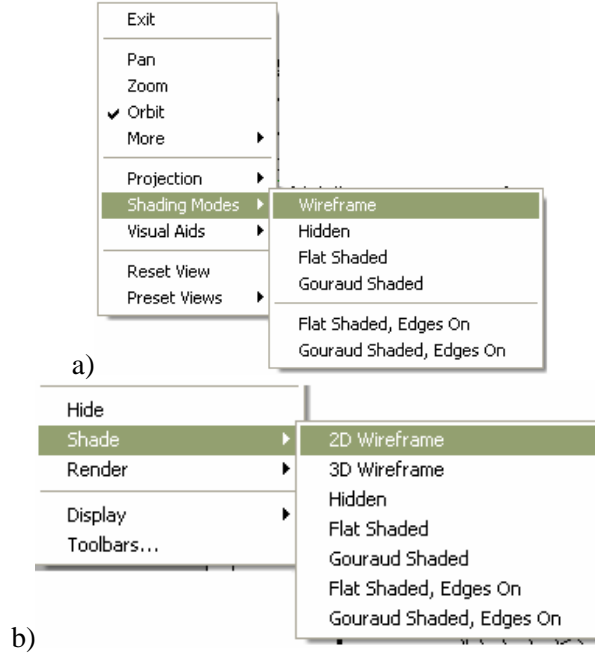 Exit
Pan
Zoom
Orbit
More
Projection
Shading Modes
Visual Aids
Reset View
Preset Views
Wireframe
Hidden
Flat Shaded
Gouraud Shaded
Flat Shaded, Edges On
Gouraud Shaded, Edges On
a)
Hide
Shade
Render
Display
Toolbars...
2D Wireframe
3D Wireframe
Hidden
Flat Shaded
Gouraud Shaded
Flat Shaded, Edges On
Gouraud Shaded, Edges On
b)